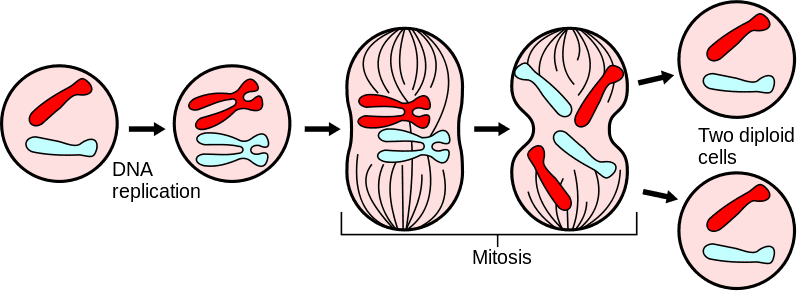 DNA
replication
Mitosis
Two diploid
cells